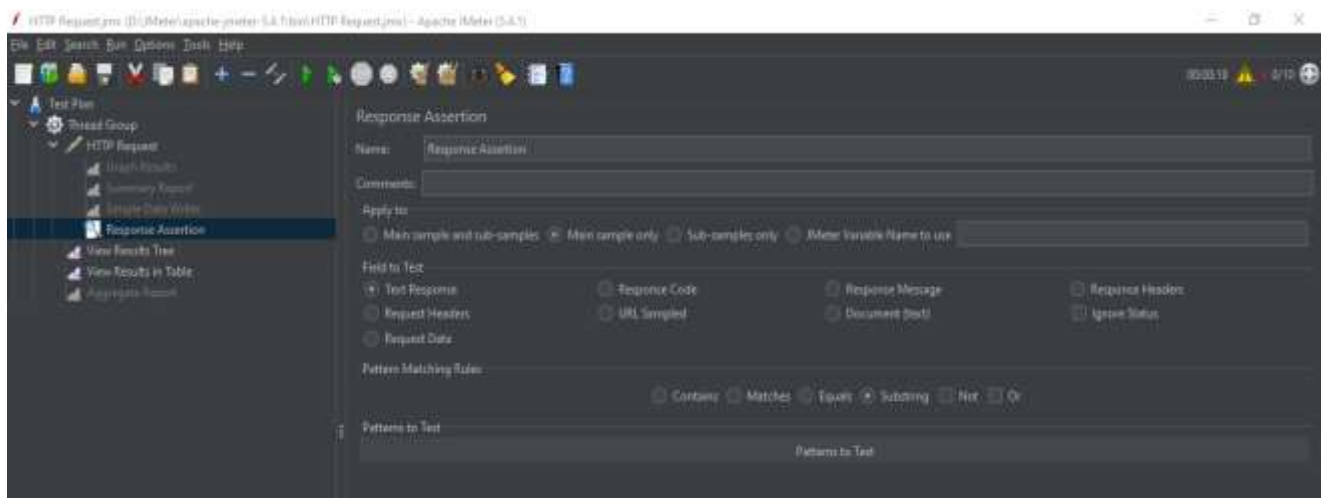 HTTP Request.jmx (D:\JMeter\apache-jmeter-5.4.1\bin\HTTP Request.jmx) - Apache JMeter (5.4.1)
File Edit Search Run Options Tools Help
00:00:10 0/10
Test Plan
Thread Group
HTTP Request
Graph Results
Summary Report
Simple Data Writer
Response Assertion
View Results Tree
View Results in Table
Aggregate Report
Response Assertion
Name: Response Assertion
Comments:
Apply to:
Main sample and sub-samples Main sample only Sub-samples only JMeter Variable Name to use
Field to Test
Text Response Response Code Response Message Response Headers
Request Headers URL Sampled Document (text) Ignore Status
Request Data
Pattern Matching Rules
Contains Matches Equals Substring Not Or
Patterns to Test
Patterns to Test